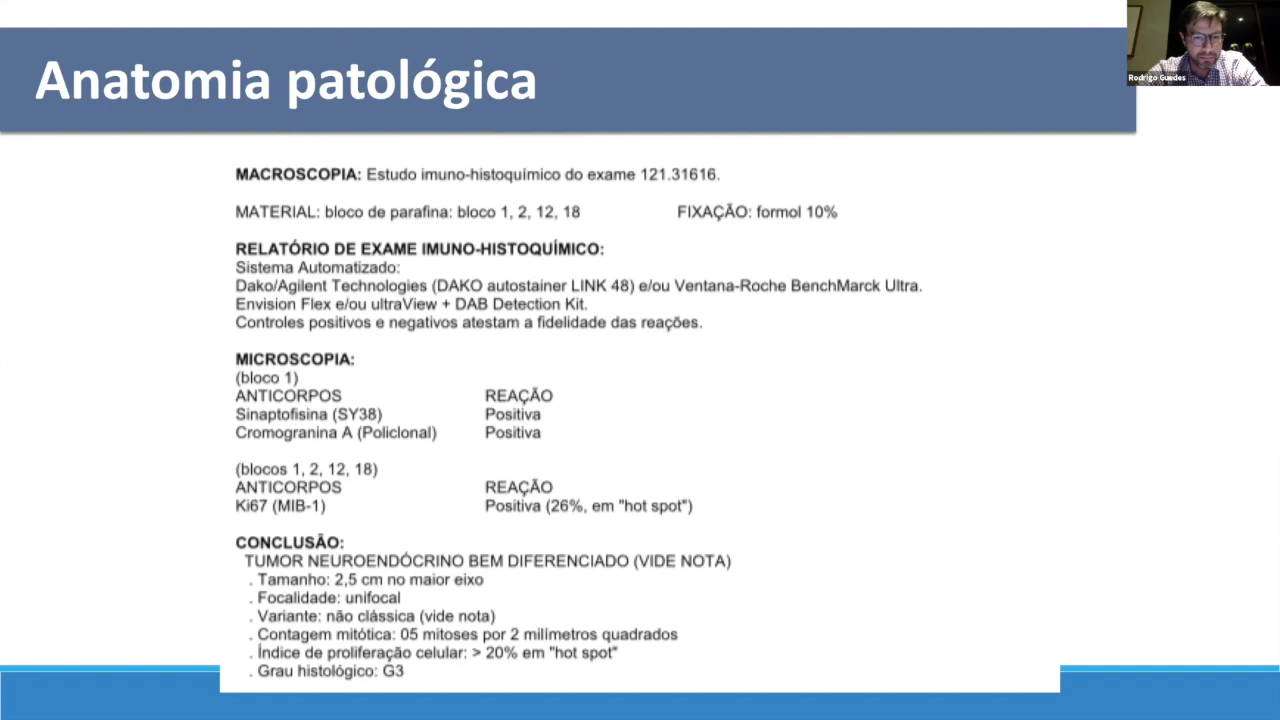 Anatomia patológica
Rodrigo Guedes
MACROSCOPIA: Estudo imuno-histoquímico do exame 121.31616.
MATERIAL: bloco de parafina: bloco 1, 2, 12, 18 FIXAÇÃO: formol 10%
RELATÓRIO DE EXAME IMUNO-HISTOQUÍMICO:
Sistema Automatizado:
Dako/Agilent Technologies (DAKO autostainer LINK 48) e/ou Ventana-Roche BenchMarck Ultra.
Envision Flex e/ou ultraView + DAB Detection Kit.
Controles positivos e negativos atestam a fidelidade das reações.
MICROSCOPIA:
(bloco 1)
ANTICORPOS REAÇÃO
Sinaptofisina (SY38) Positiva
Cromogranina A (Policlonal) Positiva
(blocos 1, 2, 12, 18)
ANTICORPOS REAÇÃO
Ki67 (MIB-1) Positiva (26%, em "hot spot")
CONCLUSÃO:
TUMOR NEUROENDÓCRINO BEM DIFERENCIADO (VIDE NOTA)
. Tamanho: 2,5 cm no maior eixo
. Focalidade: unifocal
. Variante: não clássica (vide nota)
. Contagem mitótica: 05 mitoses por 2 milímetros quadrados
. Índice de proliferação celular: > 20% em "hot spot"
. Grau histológico: G3